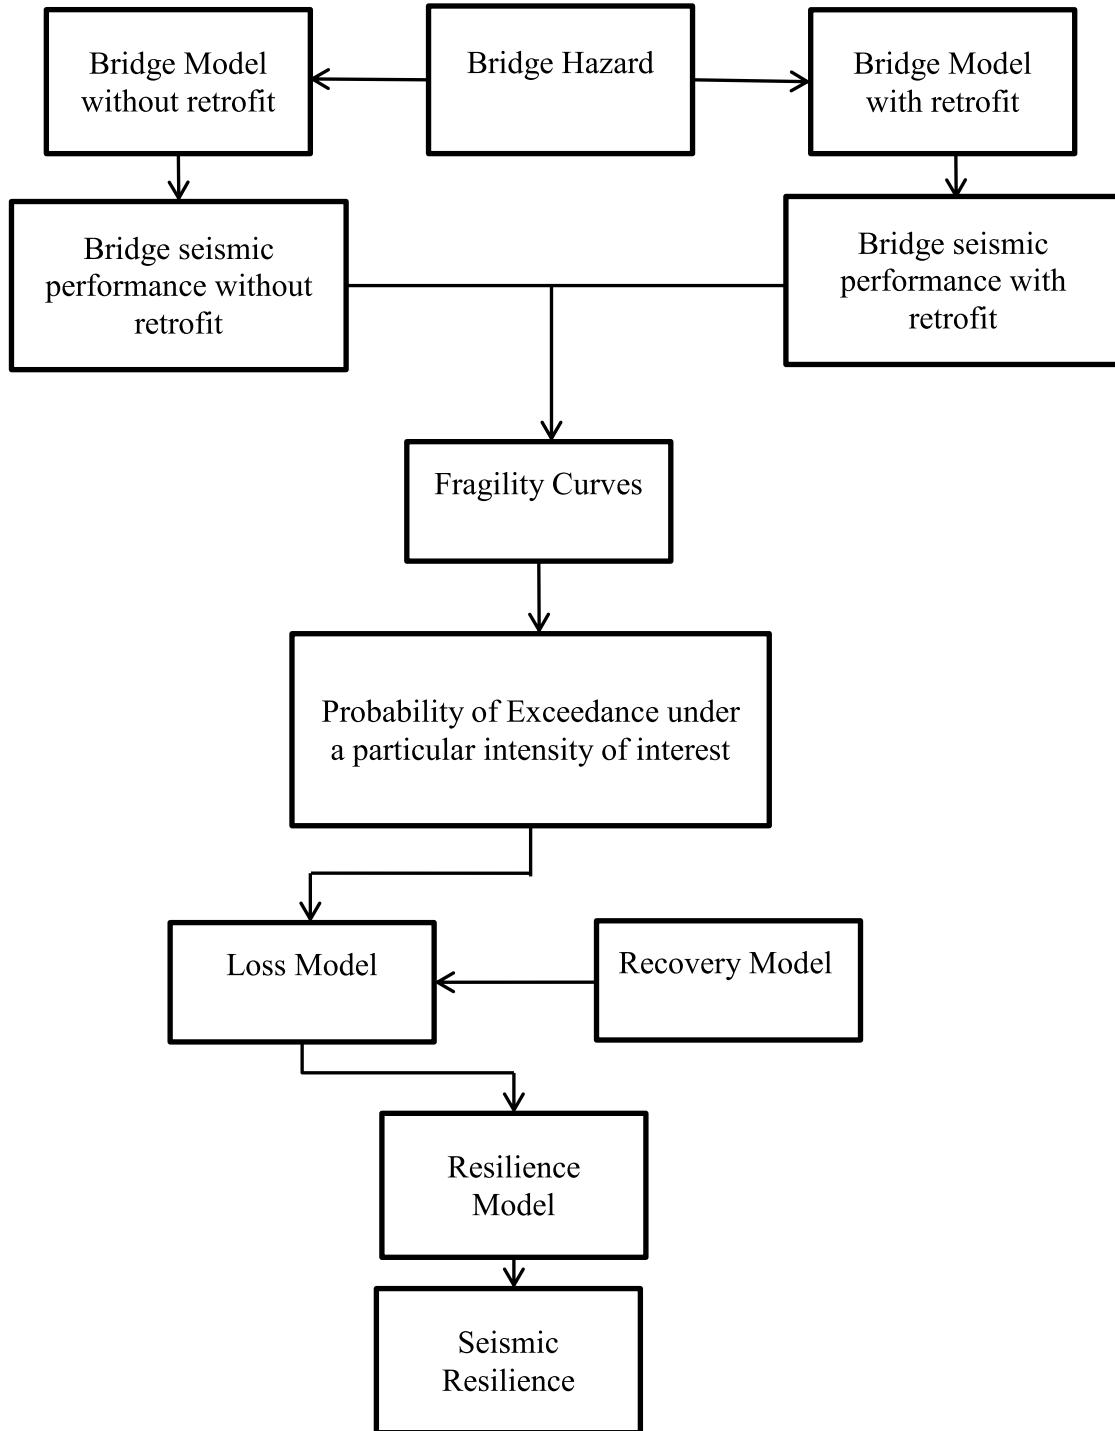 Bridge Model
without retrofit
Bridge Hazard
Bridge Model
with retrofit
Bridge seismic
performance without
retrofit
Bridge seismic
performance with
retrofit
Fragility Curves
Probability of Exceedance under
a particular intensity of interest
Loss Model
Recovery Model
Resilience
Model
Seismic
Resilience